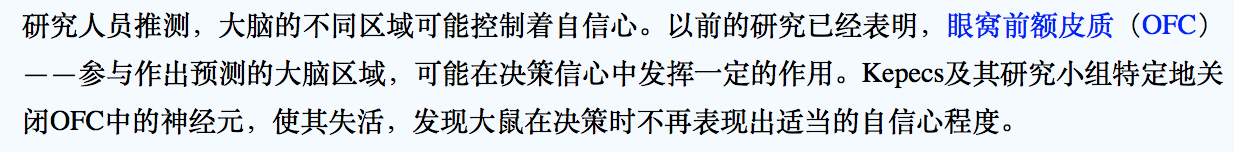 研究人员推测，大脑的不同区域可能控制着自信心。以前的研究已经表明，眼窝前额皮质（OFC）
——参与作出预测的大脑区域，可能在决策信心中发挥一定的作用。Kepecs及其研究小组特定地关
闭OFC中的神经元，使其失活，发现大鼠在决策时不再表现出适当的自信心程度。